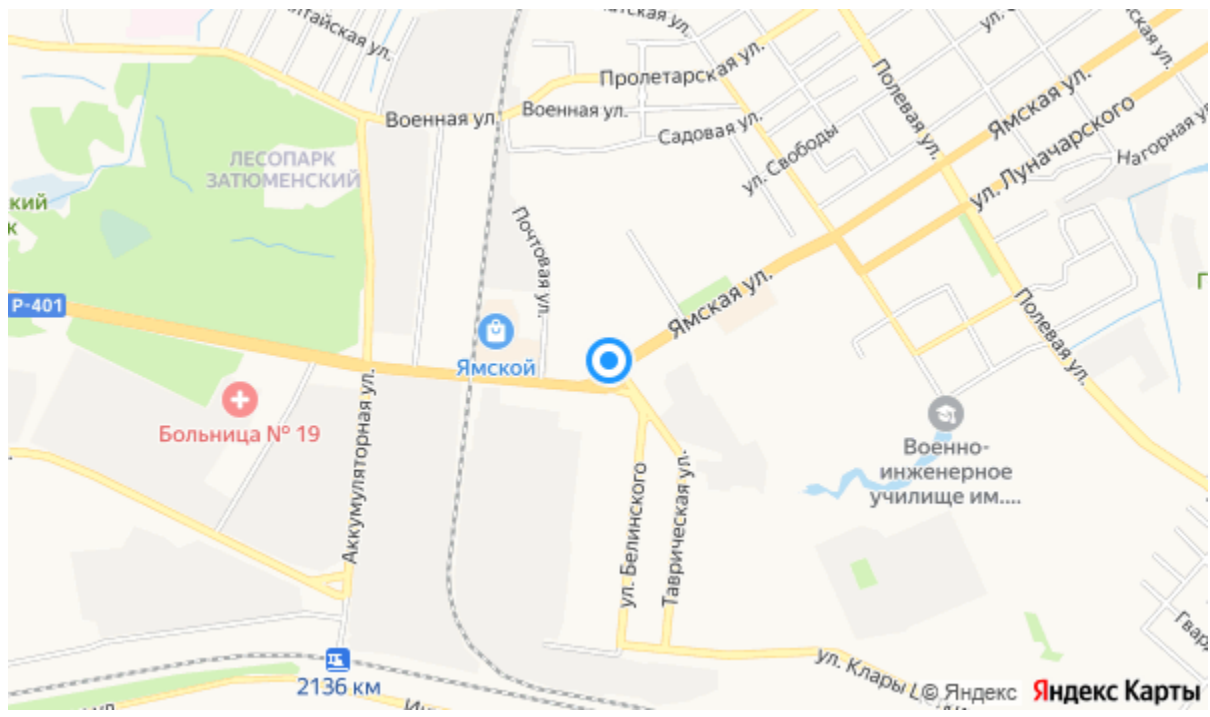 Пролетарская ул.
Военная ул.
Военная ул.
Садовая ул.
ул. Свободы
Полевая ул.
Ямская ул.
ул. Луначарского
Нагорная ул.
ЛЕСОПАРК
ЗАТЮМЕНСКИЙ
Почтовая ул.
Р-401
Ямская ул.
Полевая ул.
Ямской
Больница № 19
Аккумуляторная ул.
Военно-
инженерное
училище им....
ул. Белинского
Таврическая ул.
2136 км
ул. Клары
© Яндекс Яндекс Карты